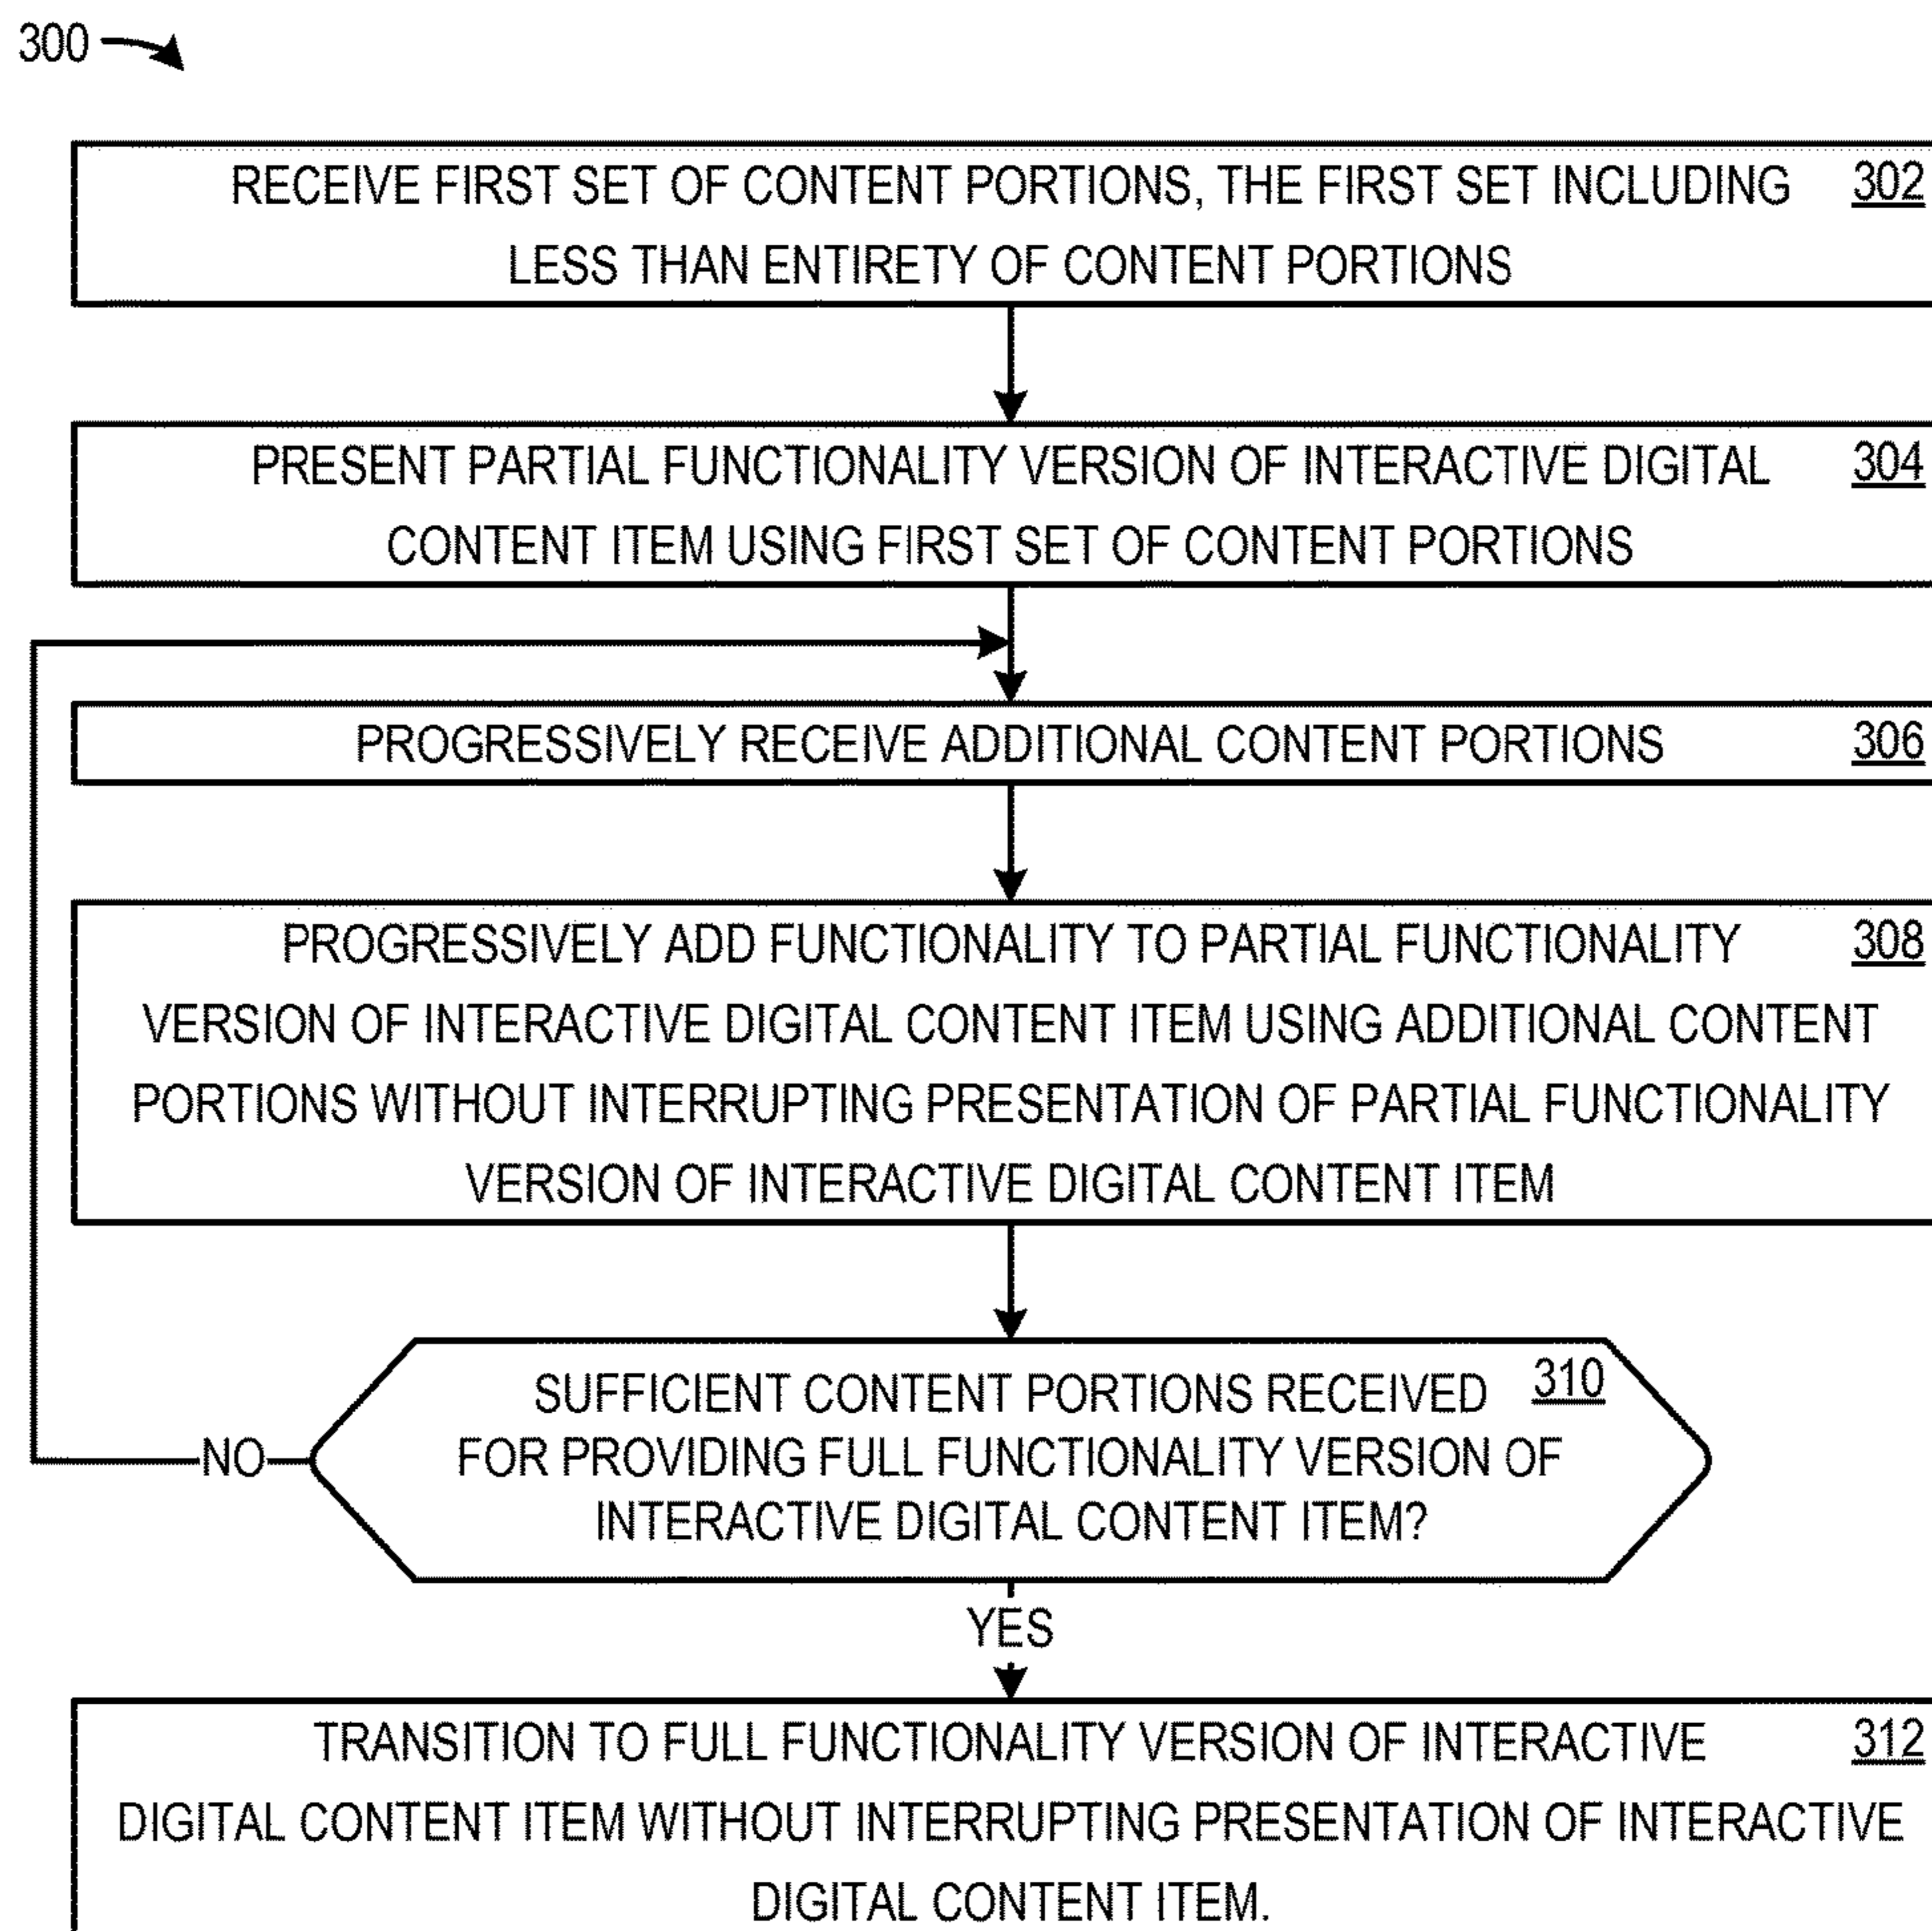 300
RECEIVE FIRST SET OF CONTENT PORTIONS, THE FIRST SET INCLUDING 302
LESS THAN ENTIRETY OF CONTENT PORTIONS
PRESENT PARTIAL FUNCTIONALITY VERSION OF INTERACTIVE DIGITAL 304
CONTENT ITEM USING FIRST SET OF CONTENT PORTIONS
PROGRESSIVELY RECEIVE ADDITIONAL CONTENT PORTIONS 306
PROGRESSIVELY ADD FUNCTIONALITY TO PARTIAL FUNCTIONALITY 308
VERSION OF INTERACTIVE DIGITAL CONTENT ITEM USING ADDITIONAL CONTENT
PORTIONS WITHOUT INTERRUPTING PRESENTATION OF PARTIAL FUNCTIONALITY
VERSION OF INTERACTIVE DIGITAL CONTENT ITEM
SUFFICIENT CONTENT PORTIONS RECEIVED 310
FOR PROVIDING FULL FUNCTIONALITY VERSION OF
INTERACTIVE DIGITAL CONTENT ITEM?
NO
YES
TRANSITION TO FULL FUNCTIONALITY VERSION OF INTERACTIVE 312
DIGITAL CONTENT ITEM WITHOUT INTERRUPTING PRESENTATION OF INTERACTIVE
DIGITAL CONTENT ITEM.